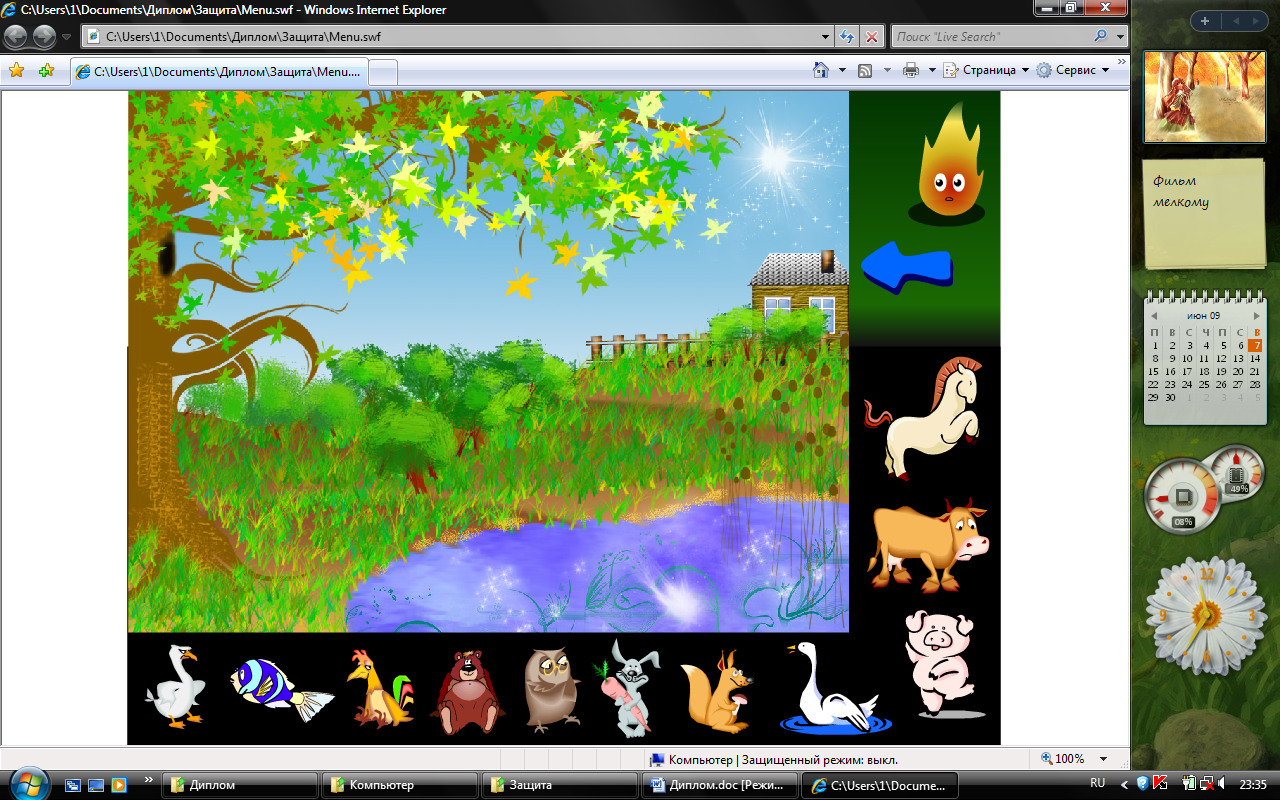 C:\Users\1\Documents\Диплом\Защита\Menu.swf - Windows Internet Explorer
C:\Users\1\Documents\Диплом\Защита\Menu.swf
Поиск "Live Search"
C:\Users\1\Documents\Диплом\Защита\Menu....
Страница
Сервис
»
Фильм
мелкому
июн 09
П В С Ч П С В
1 2 3 4 5 6 7
8 9 10 11 12 13 14
15 16 17 18 19 20 21
22 23 24 25 26 27 28
29 30 1 2 3 4 5
49%
08%
12
9 3
6
Компьютер | Защищенный режим: выкл.
100%
»
Диплом
Компьютер
Защита
Диплом.doc [Режи...
C:\Users\1\Docume...
RU
23:35